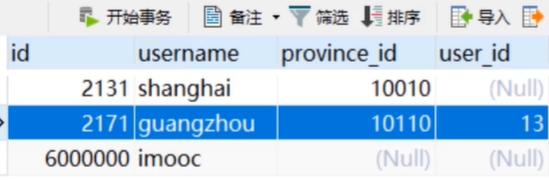 开始事务 备注 筛选 排序 导入
id username province_id user_id
2131 shanghai 10010 (Null)
2171 guangzhou 10110 13
6000000 imooc (Null) (Null)